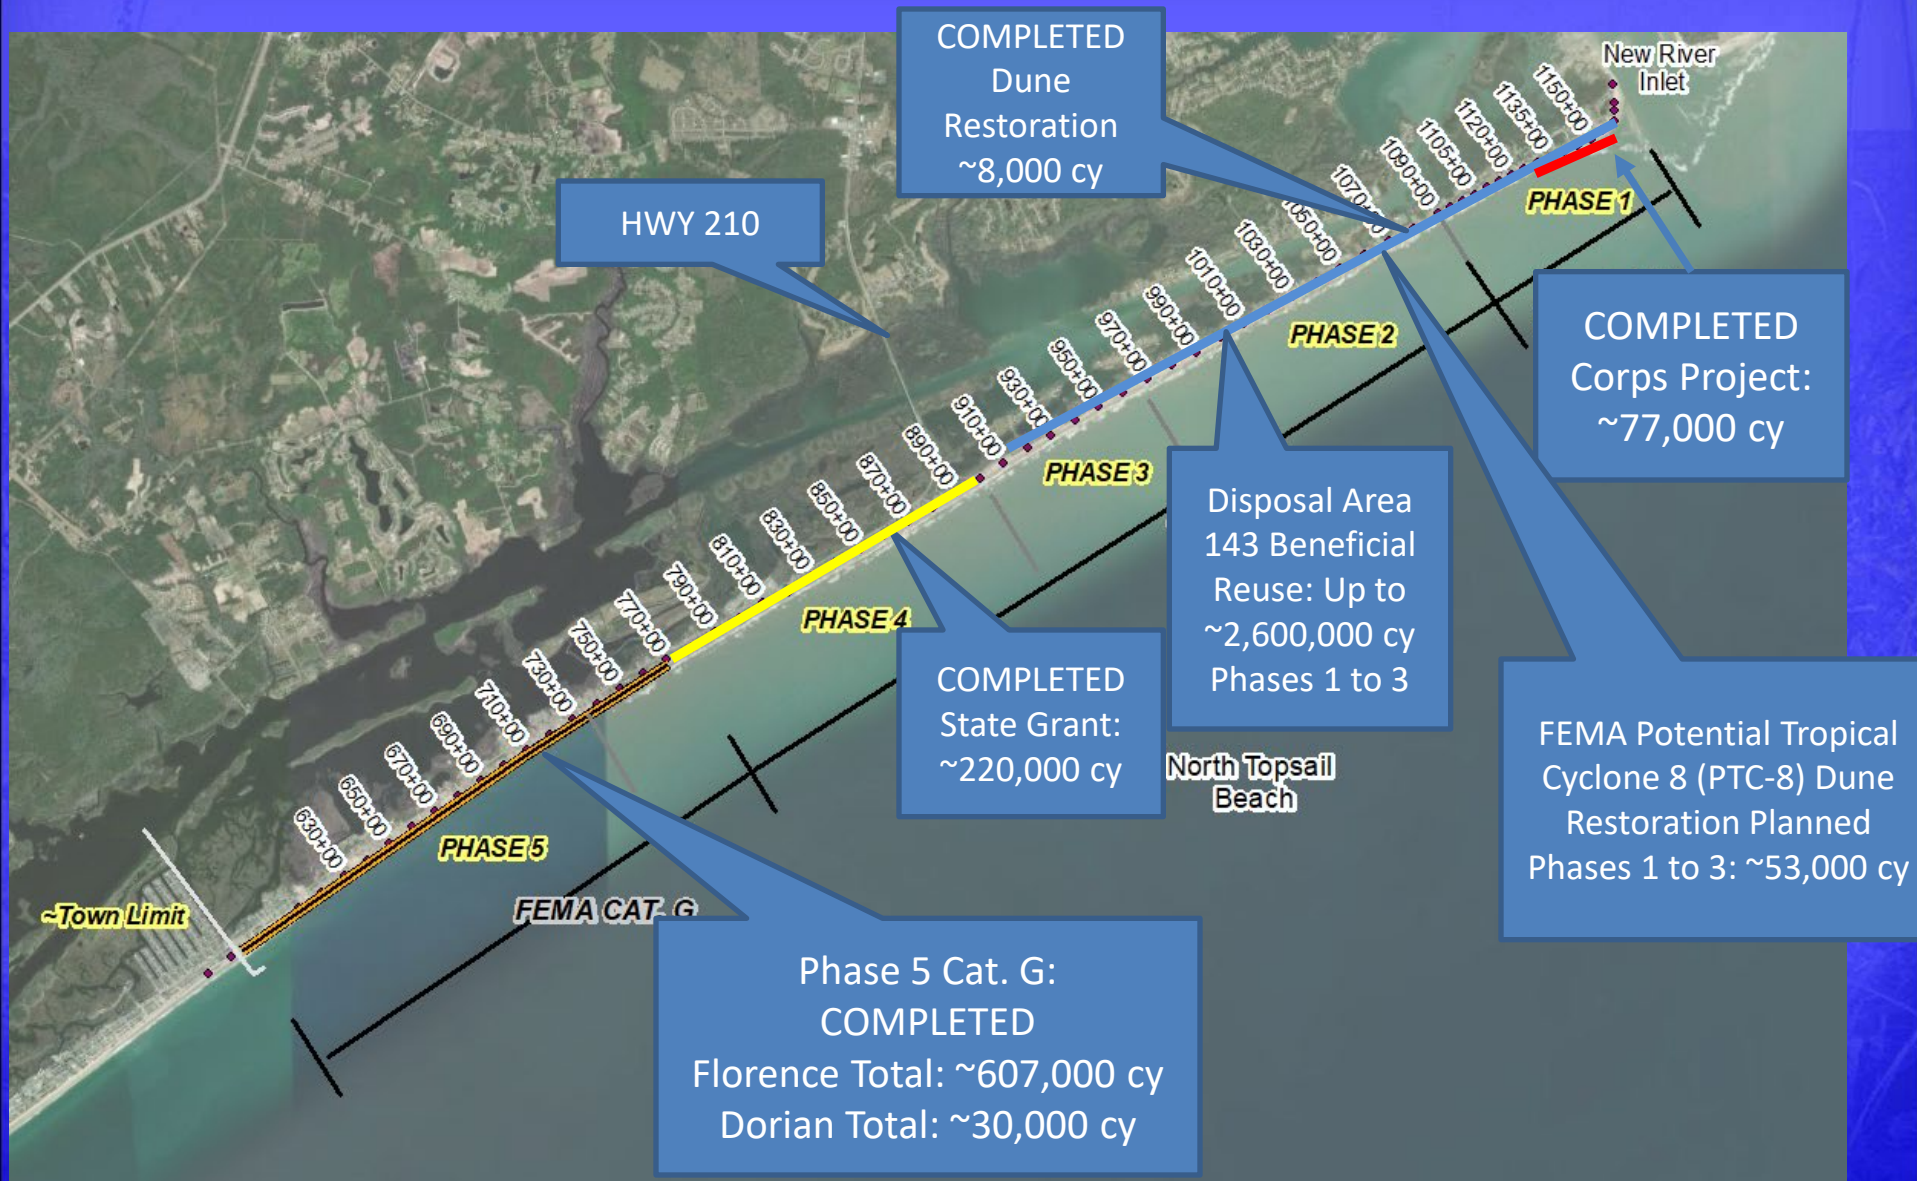 COMPLETED
Dune
Restoration
~8,000 cy
New River
Inlet
HWY 210
1150+00
1135+00
1120+00
1105+00
1090+00
1070+00
1050+00
1030+00
1010+00
990+00
970+00
950+00
930+00
910+00
890+00
870+00
850+00
830+00
810+00
790+00
770+00
750+00
730+00
710+00
690+00
670+00
650+00
630+00
PHASE 1
PHASE 2
PHASE 3
PHASE 4
PHASE 5
COMPLETED
Corps Project:
~77,000 cy
Disposal Area
143 Beneficial
Reuse: Up to
~2,600,000 cy
Phases 1 to 3
COMPLETED
State Grant:
~220,000 cy
North Topsail
Beach
FEMA Potential Tropical
Cyclone 8 (PTC-8) Dune
Restoration Planned
Phases 1 to 3: ~53,000 cy
~Town Limit
FEMA CAT. G
Phase 5 Cat. G:
COMPLETED
Florence Total: ~607,000 cy
Dorian Total: ~30,000 cy